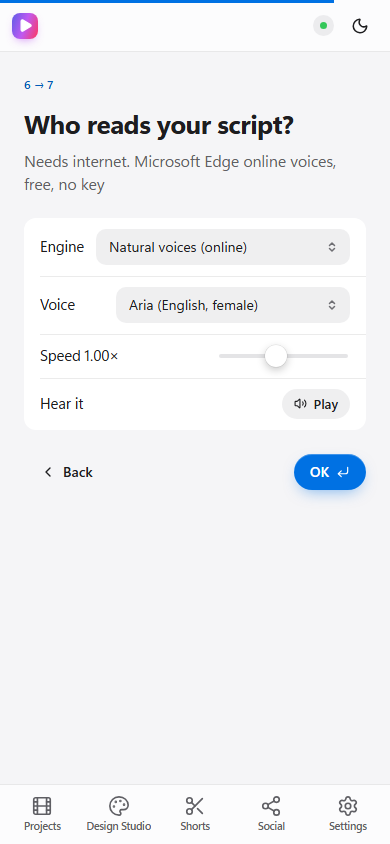 6 → 7
Who reads your script?
Needs internet. Microsoft Edge online voices,
free, no key
Engine
Natural voices (online)
Voice
Aria (English, female)
Speed 1.00×
Hear it
Play
Back
OK
Projects
Design Studio
Shorts
Social
Settings